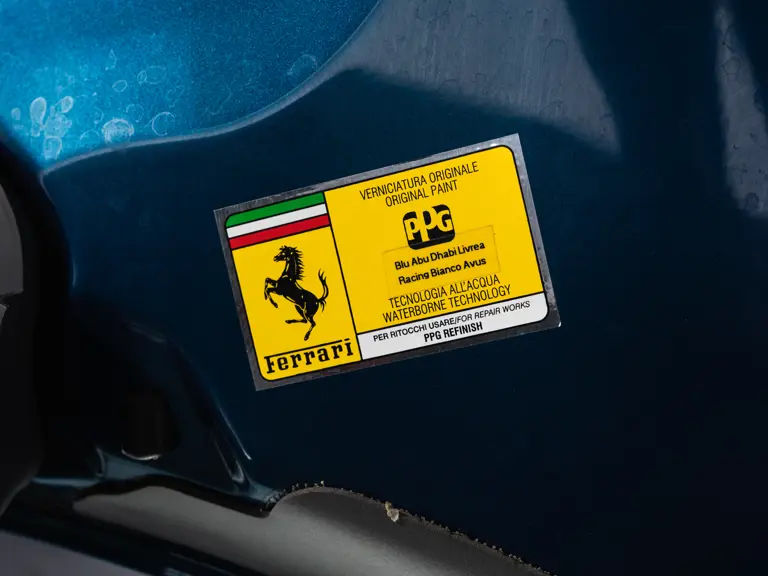 VERNICIATURA ORIGINALE
ORIGINAL PAINT
PPG
Blu Abu Dhabi Livrea
Racing Bianco Avus
TECNOLOGIA ALL'ACQUA
WATERBORNE TECHNOLOGY
PER RITOCCHI USARE/FOR REPAIR WORKS
PPG REFINISH
Ferrari